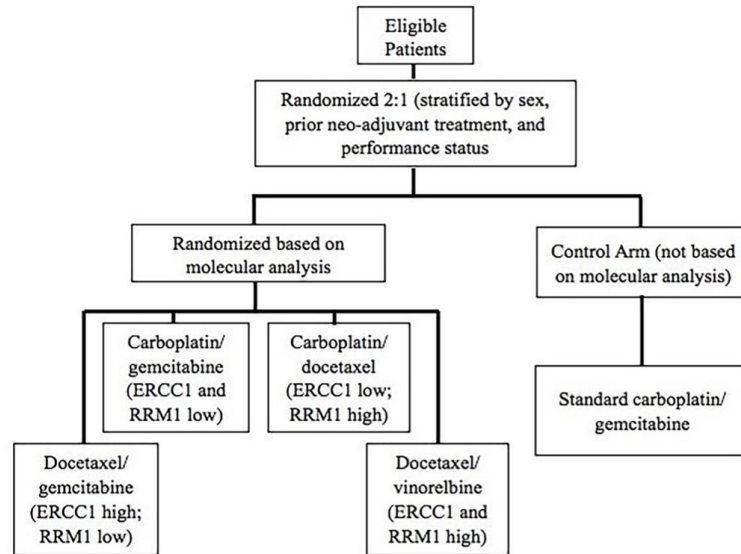 Eligible
Patients
Randomized 2:1 (stratified by sex,
prior neo-adjuvant treatment, and
performance status
Randomized based on
molecular analysis
Control Arm (not based
on molecular analysis)
Carboplatin/
gemcitabine
(ERCC1 and
RRM1 low)
Carboplatin/
docetaxel
(ERCC1 low;
RRM1 high)
Standard carboplatin/
gemcitabine
Docetaxel/
gemcitabine
(ERCC1 high;
RRM1 low)
Docetaxel/
vinorelbine
(ERCC1 and
RRM1 high)